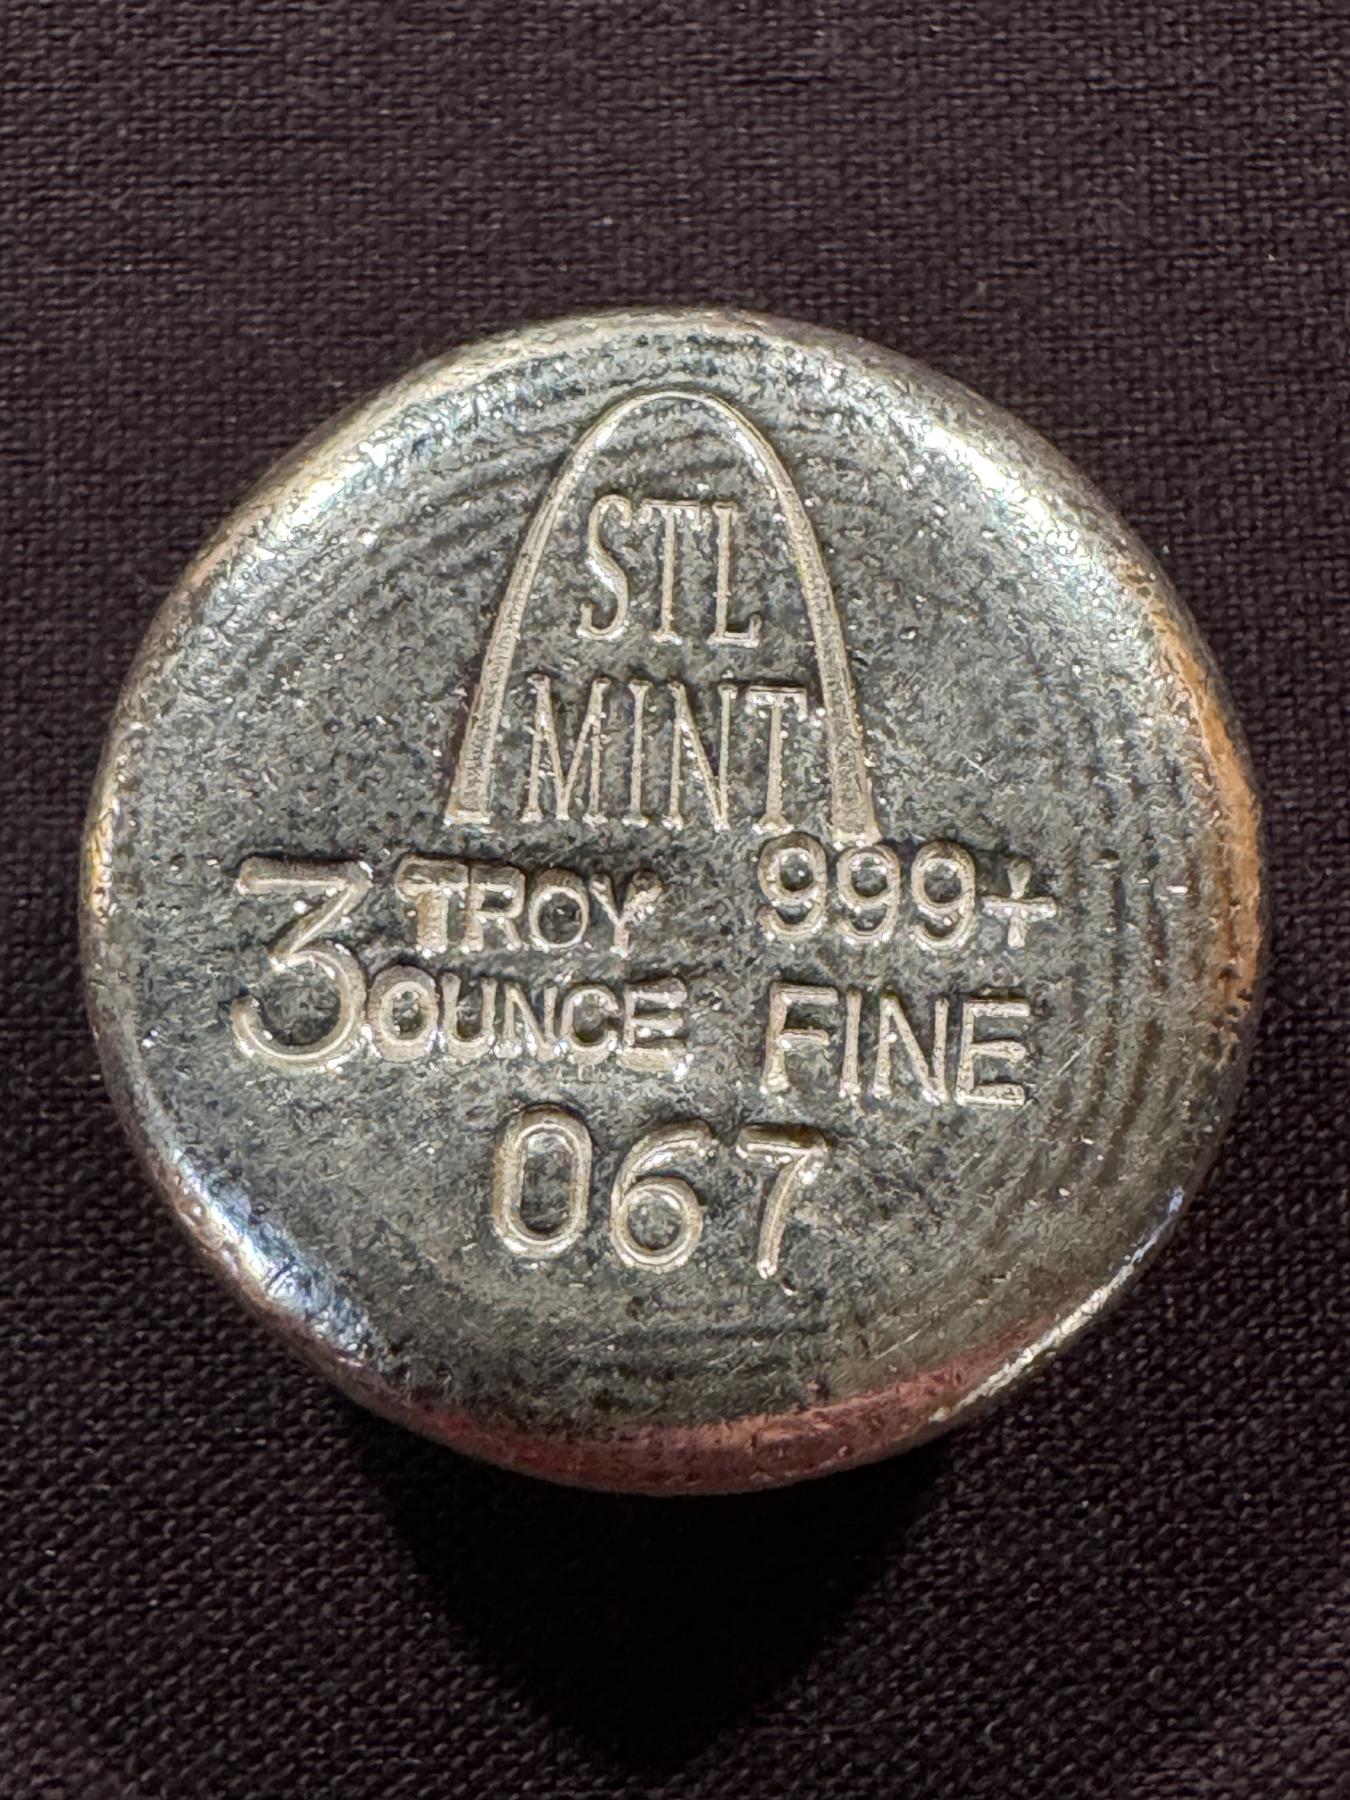 STL
MINT
3 TROY OUNCE
999+ FINE
067